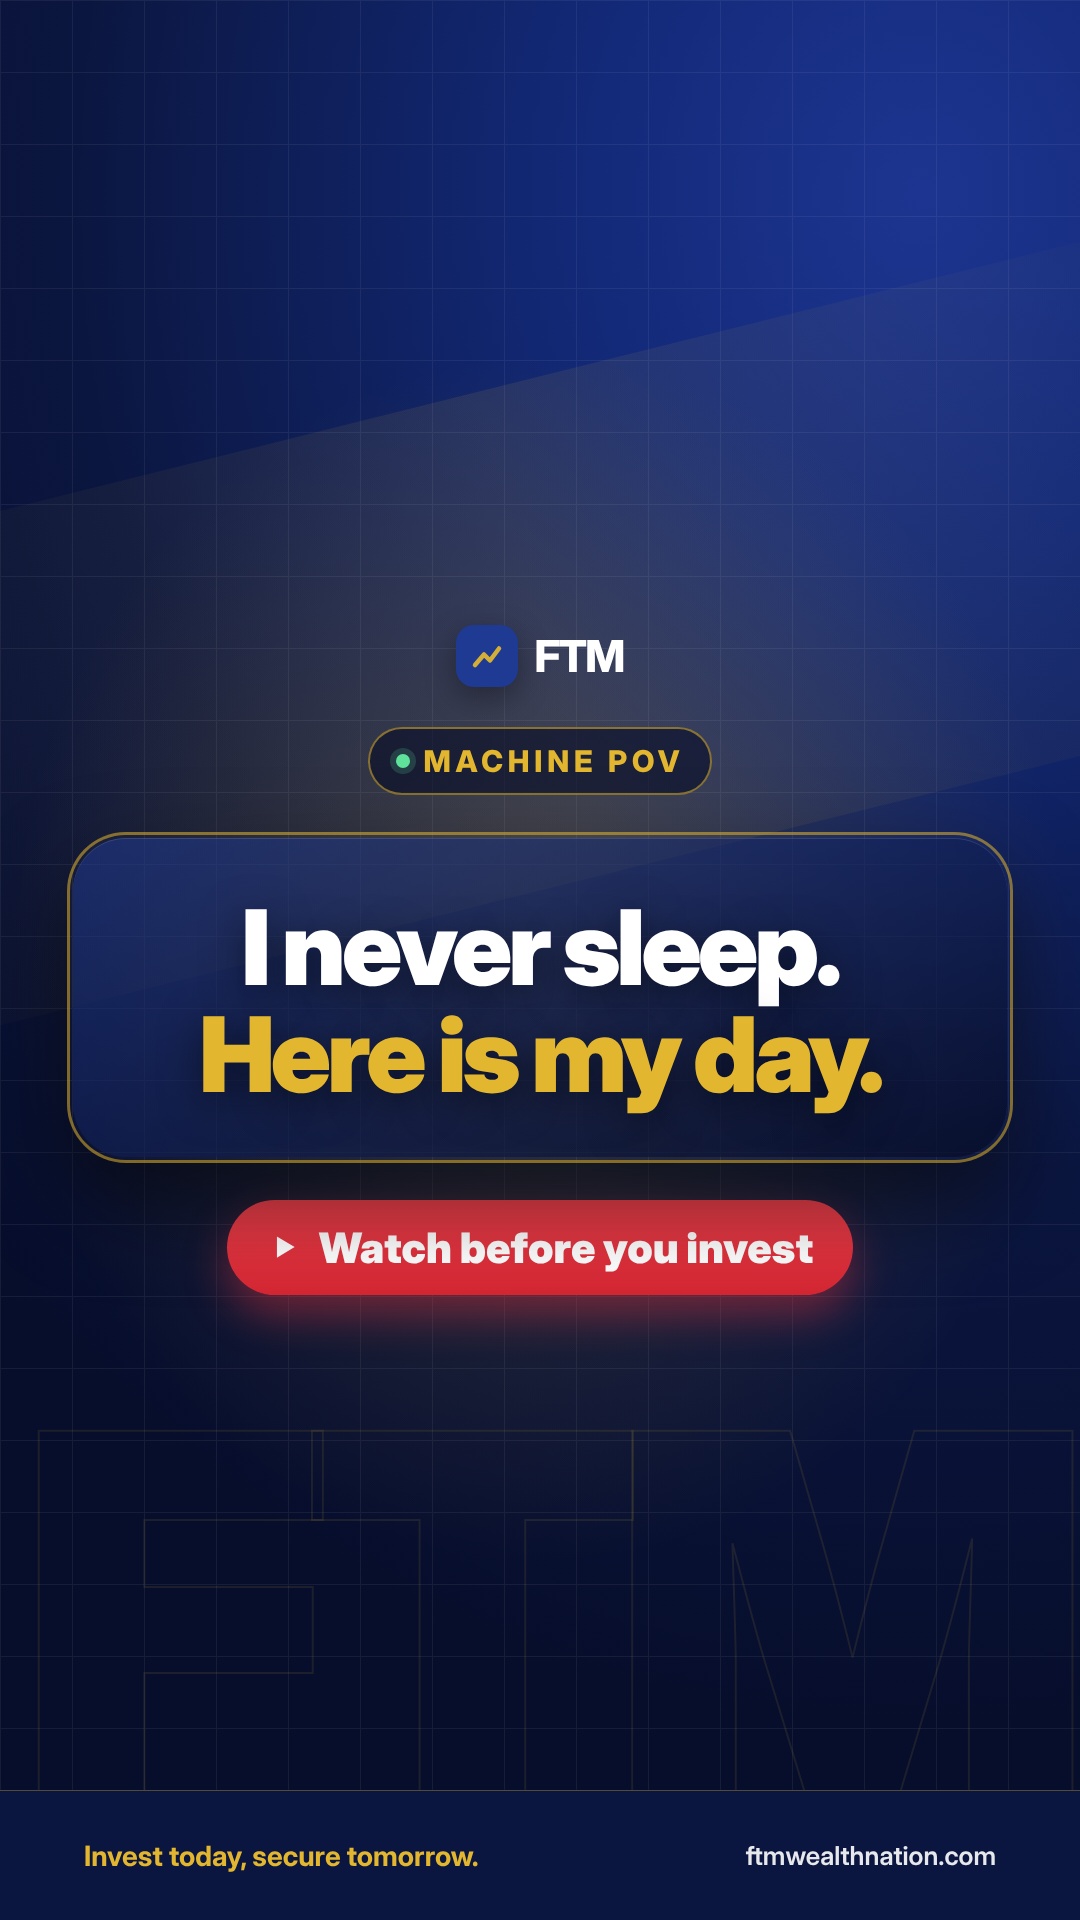 FTM
MACHINE POV
I never sleep.
Here is my day.
Watch before you invest
FTM
Invest today, secure tomorrow.
ftmwealthnation.com